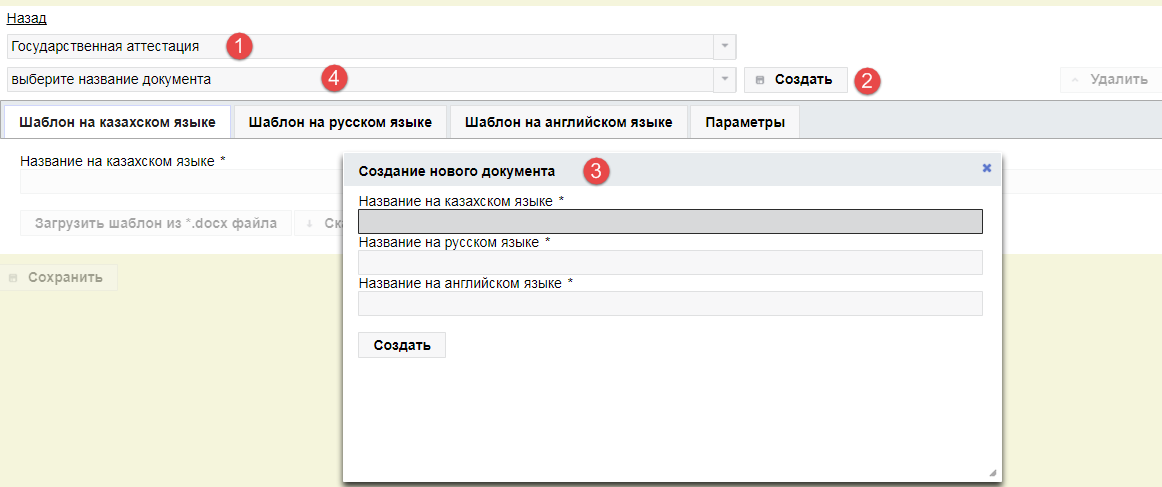 Назад
Государственная аттестация 1
выберите название документа 4 Создать 2 Удалить
Шаблон на казахском языке Шаблон на русском языке Шаблон на английском языке Параметры
Название на казахском языке *
Загрузить шаблон из *.docx файла Ска
Сохранить
Создание нового документа 3
Название на казахском языке *
Название на русском языке *
Название на английском языке *
Создать